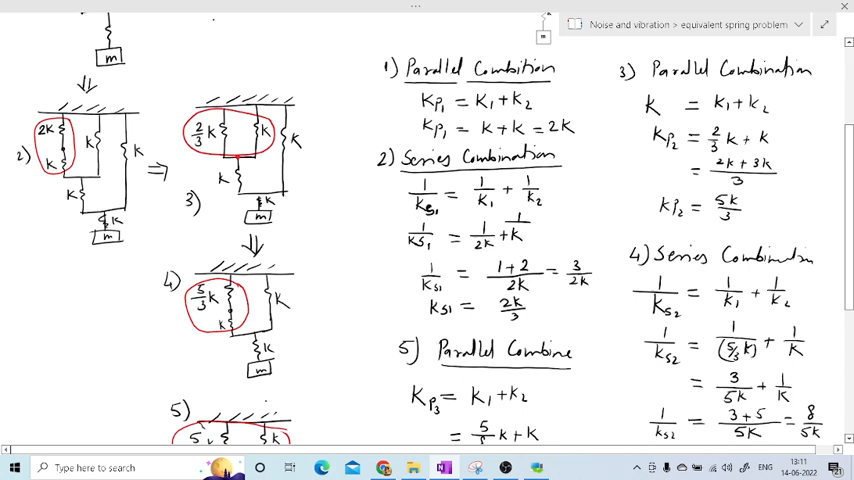 Noise and vibration > equivalent spring problem
m
2)
2K
K
K
K
K
K
m
3)
2/3 K
K
K
K
K
m
4)
5/3 K
K
K
K
m
5)
5
K
1) Parallel Combition
KP1 = K1 + K2
KP1 = K + K = 2K
2) Series Combination
1/KS1 = 1/K1 + 1/K2
1/KS1 = 1/2K + 1/K
1/KS1 = 1+2/2K = 3/2K
KS1 = 2K/3
5) Parallel Combine
KP3 = K1 + K2
= 5/8 K + K
3) Parallel Combination
K = K1 + K2
KP2 = 2/3 K + K
= 2K + 3K/3
KP2 = 5K/3
4) Series Combination
1/KS2 = 1/K1 + 1/K2
1/KS2 = 1/(5/3 K) + 1/K
= 3/5K + 1/K
1/KS2 = 3+5/5K = 8/5K
Type here to search
ENG
13:11
14-06-2022
21